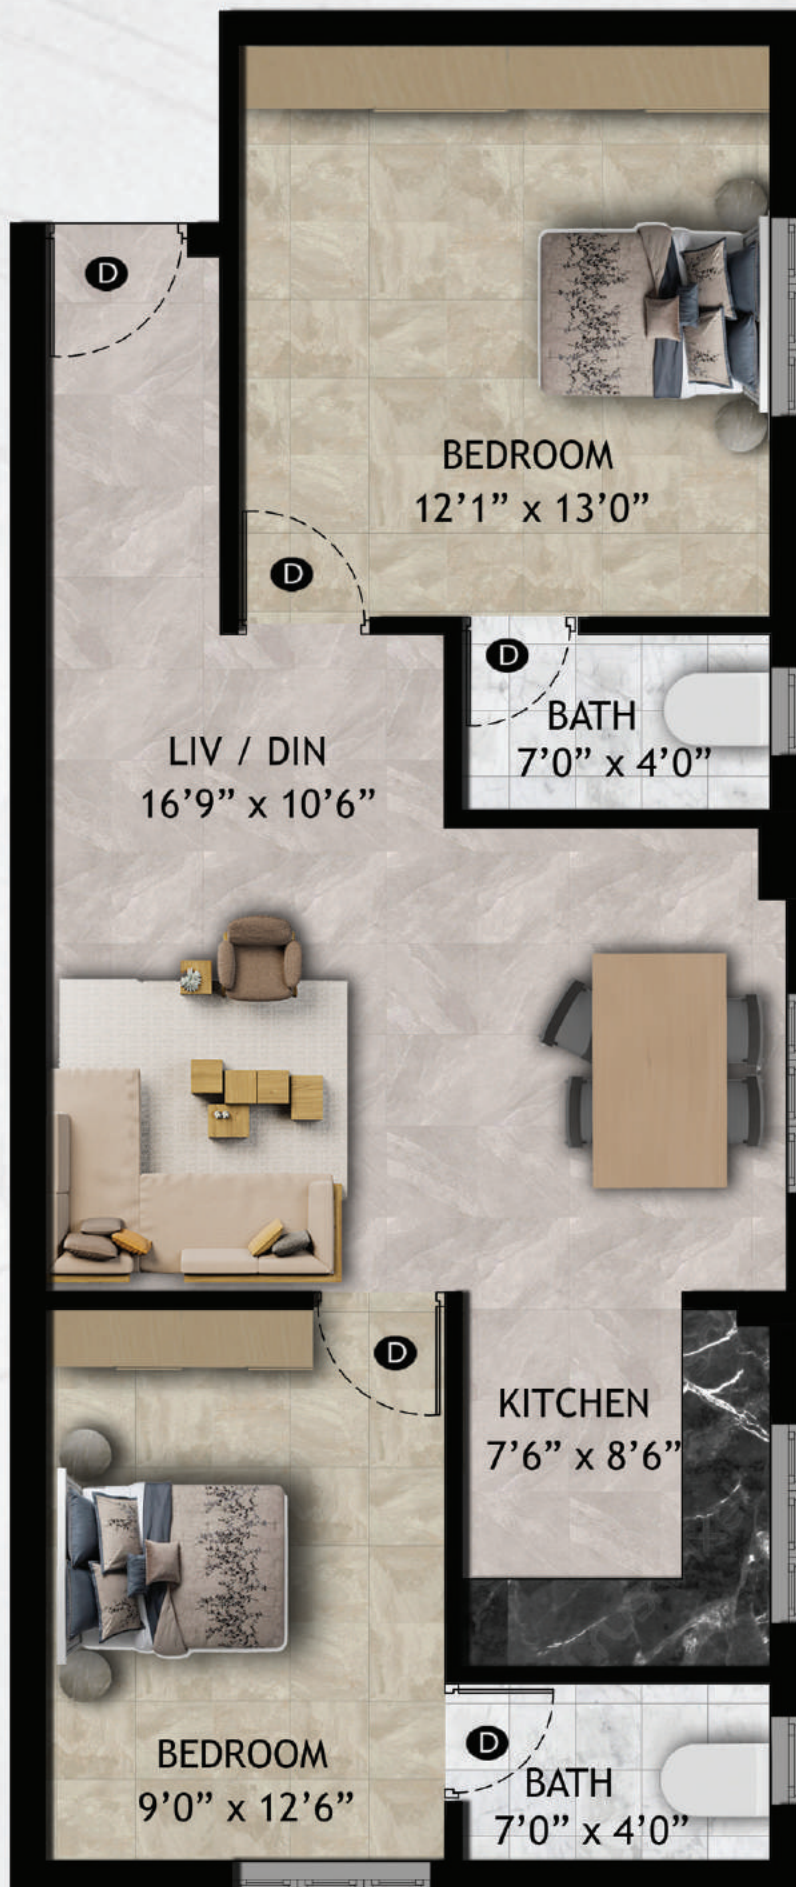 D
BEDROOM
12’1” x 13’0”
D
D
BATH
7’0” x 4’0”
LIV / DIN
16’9” x 10’6”
D
KITCHEN
7’6” x 8’6”
BEDROOM
9’0” x 12’6”
D
BATH
7’0” x 4’0”